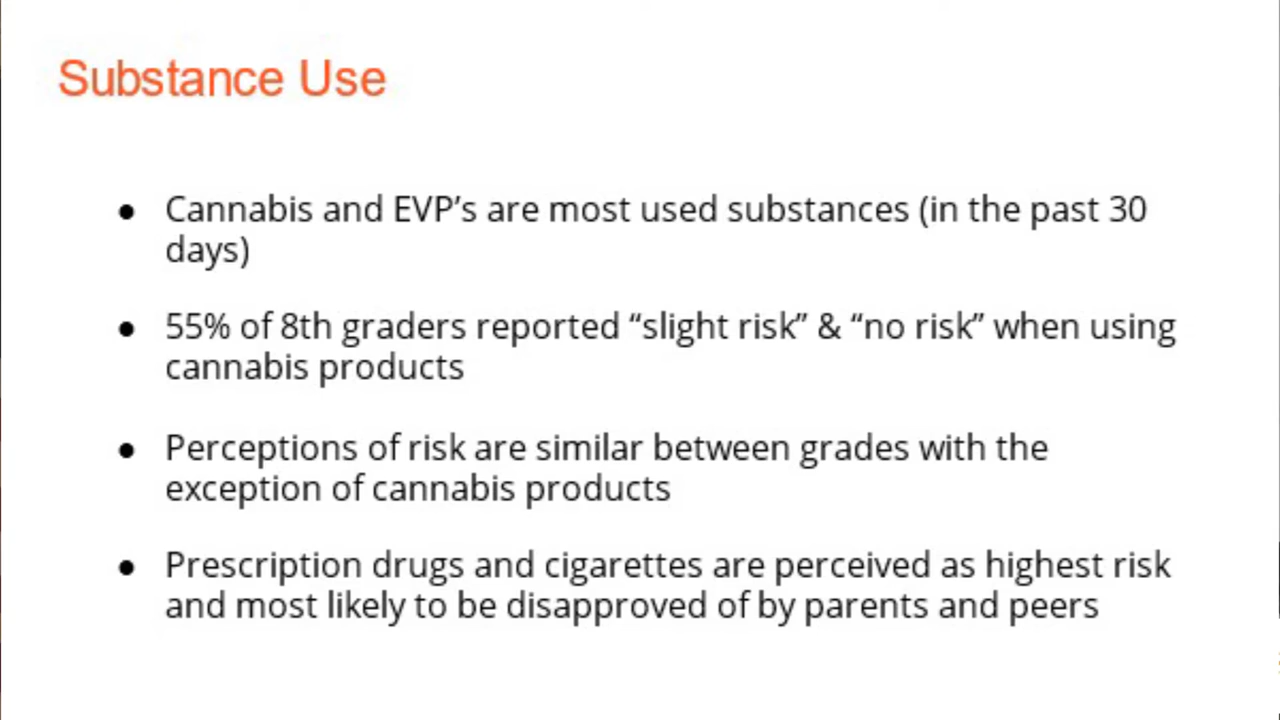 Substance Use
● Cannabis and EVP’s are most used substances (in the past 30
days)
● 55% of 8th graders reported “slight risk” & “no risk” when using
cannabis products
● Perceptions of risk are similar between grades with the
exception of cannabis products
● Prescription drugs and cigarettes are perceived as highest risk
and most likely to be disapproved of by parents and peers